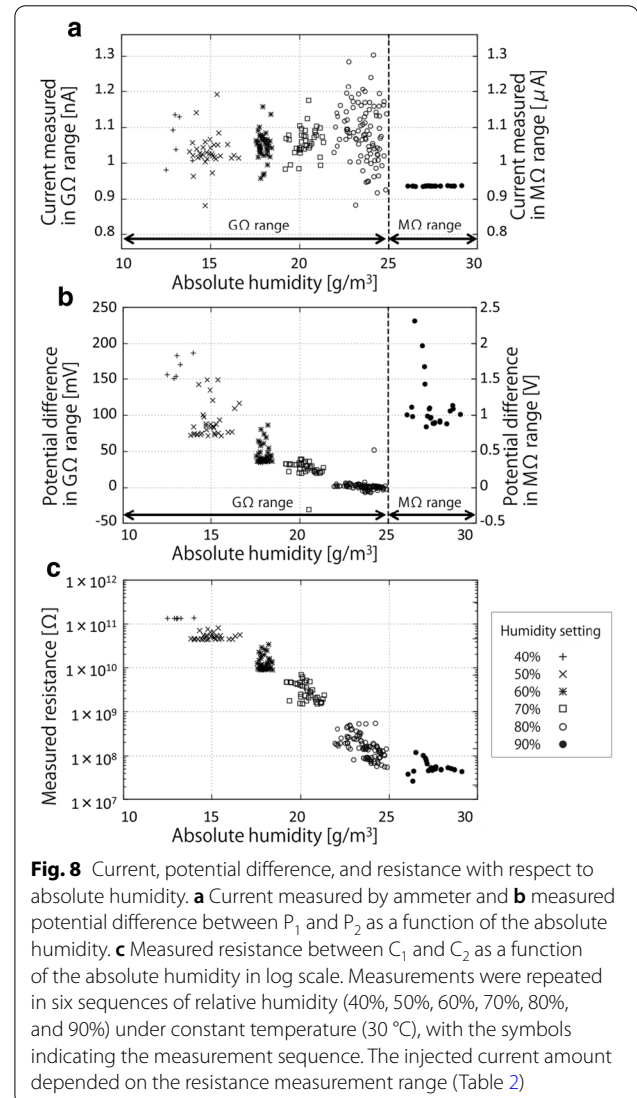 a
1.3 1.3
1.2 1.2
1.1 1.1
1 1
0.9 0.9
0.8 0.8
Current measured
in GΩ range [nA]
Current measured
in MΩ range [μA]
GΩ range MΩ range
10 15 20 25 30
Absolute humidity [g/m³]
b
250 2.5
200 2
150 1.5
100 1
50 0.5
0 0
-50 -0.5
Potential difference
in GΩ range [mV]
Potential difference
in MΩ range [V]
GΩ range MΩ range
10 15 20 25 30
Absolute humidity [g/m³]
c
1 × 10¹²
1 × 10¹¹
1 × 10¹⁰
1 × 10⁹
1 × 10⁸
1 × 10⁷
Measured resistance [Ω]
10 15 20 25 30
Absolute humidity [g/m³]
Humidity setting
40% +
50% ×
60% ✳
70% □
80% ○
90% ●
Fig. 8 Current, potential difference, and resistance with respect to
absolute humidity. a Current measured by ammeter and b measured
potential difference between P₁ and P₂ as a function of the absolute
humidity. c Measured resistance between C₁ and C₂ as a function
of the absolute humidity in log scale. Measurements were repeated
in six sequences of relative humidity (40%, 50%, 60%, 70%, 80%,
and 90%) under constant temperature (30 °C), with the symbols
indicating the measurement sequence. The injected current amount
depended on the resistance measurement range (Table 2)